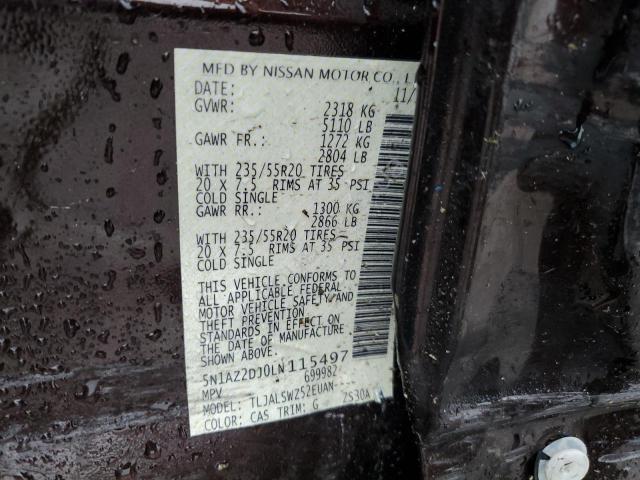 MFD BY NISSAN MOTOR CO., L
DATE: 11/
GVWR: 2318 KG
5110 LB
GAWR FR.: 1272 KG
2804 LB
WITH 235/55R20 TIRES
20 X 7.5 RIMS AT 35 PSI
COLD SINGLE
GAWR RR.: 1300 KG
2866 LB
WITH 235/55R20 TIRES
20 X 7.5 RIMS AT 35 PSI
COLD SINGLE
THIS VEHICLE CONFORMS TO
ALL APPLICABLE FEDERAL
MOTOR VEHICLE SAFETY AND
THEFT PREVENTION
STANDARDS IN EFFECT ON
THE DATE OF MANUFACTURE
SHOWN ABOVE.
5N1AZ2DJ0LN115497
MPV 699982
MODEL: TLJALSWZ52EUAN
COLOR: CAS TRIM: G ZS30A